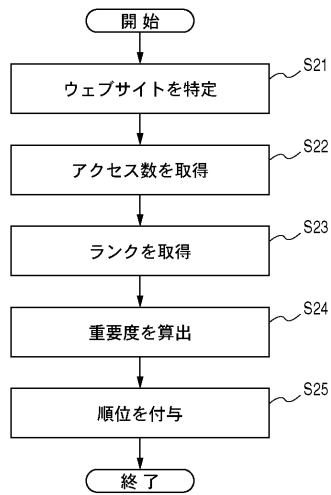 開始
ウェブサイトを特定
S21
アクセス数を取得
S22
ランクを取得
S23
重要度を算出
S24
順位を付与
S25
終了